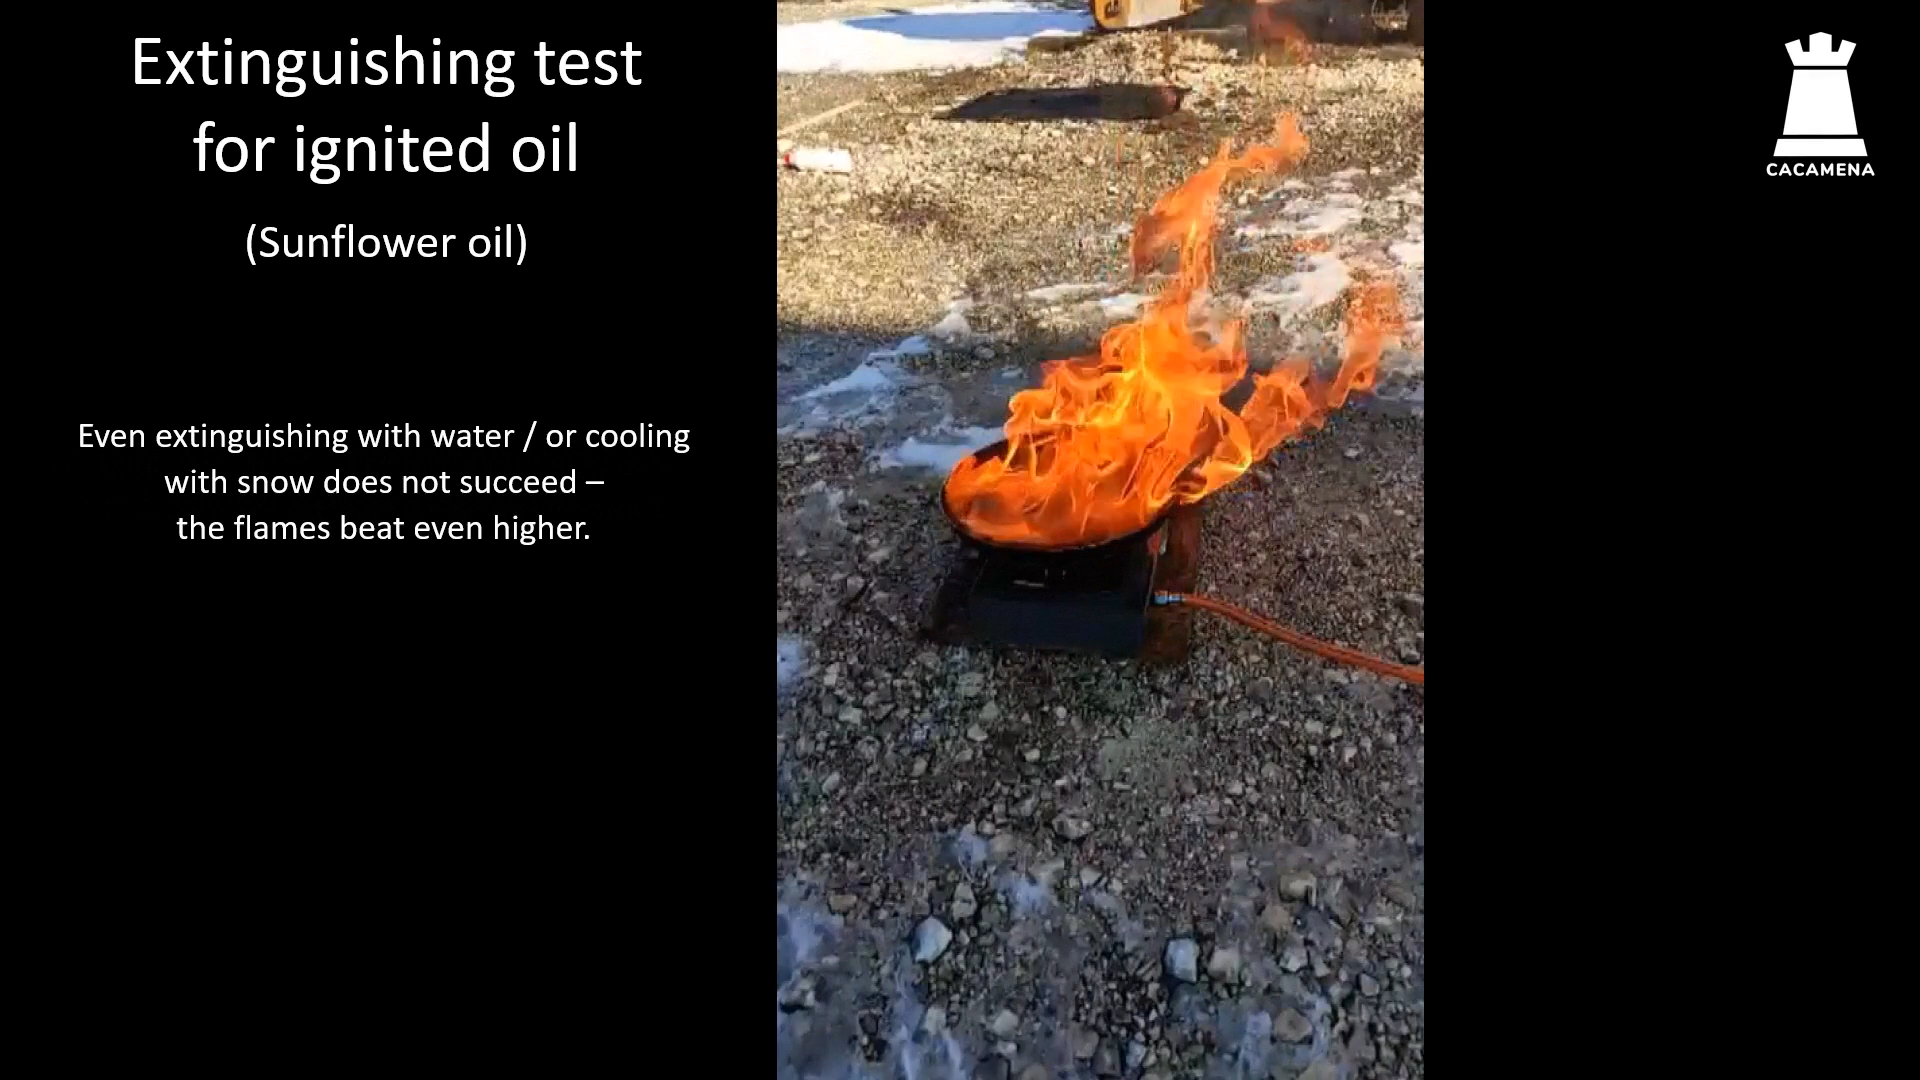 Extinguishing test
for ignited oil
(Sunflower oil)
Even extinguishing with water / or cooling
with snow does not succeed –
the flames beat even higher.
CACAMENA